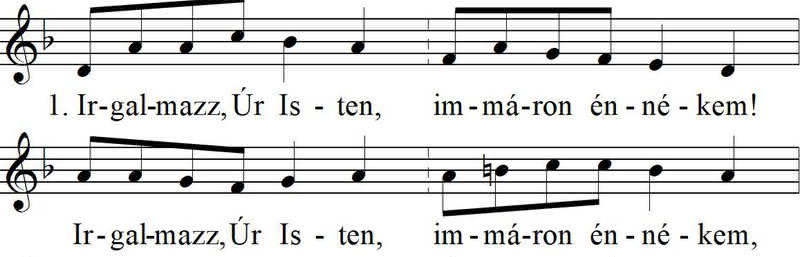 1. Ir-gal-mazz, Úr Is - ten, im-má-ron én-né-kem!
Ir-gal-mazz, Úr Is - ten, im-má-ron én-né-kem,